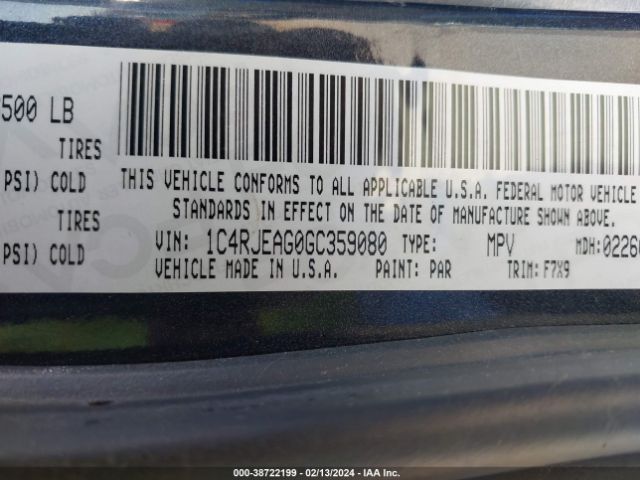 500 LB
TIRES
PSI) COLD
TIRES
PSI) COLD
THIS VEHICLE CONFORMS TO ALL APPLICABLE U.S.A. FEDERAL MOTOR VEHICLE
STANDARDS IN EFFECT ON THE DATE OF MANUFACTURE SHOWN ABOVE.
VIN: 1C4RJEAG0GC359080 TYPE: MPV MDH:0226
VEHICLE MADE IN U.S.A. PAINT: PAR TRIM: F7X9
000-38722199 - 02/13/2024 - IAA Inc.